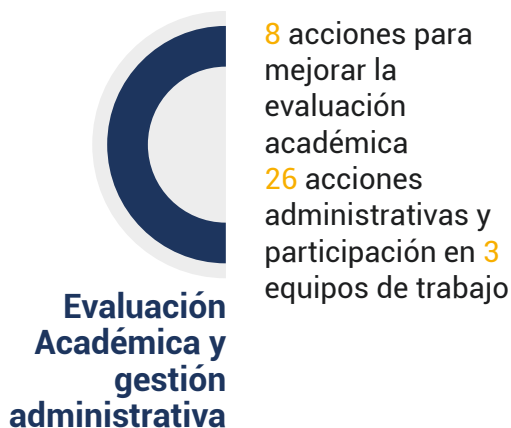 8 acciones para
mejorar la
evaluación
académica
26 acciones
administrativas y
participación en 3
equipos de trabajo
Evaluación
Académica y
gestión
administrativa